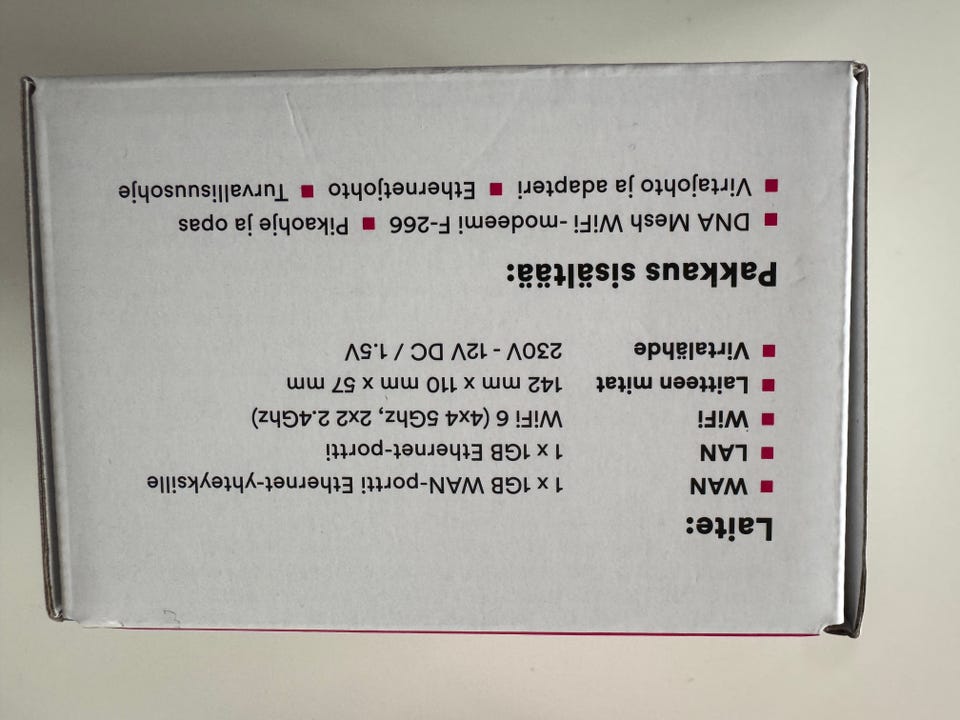 Laite:
WAN 1 x 1GB WAN-portti Ethernet-yhteyksille
LAN 1 x 1GB Ethernet-portti
WiFi WiFi 6 (4x4 5Ghz, 2x2 2.4Ghz)
Laitteen mitat 142 mm x 110 mm x 57 mm
Virtalähde 230V - 12V DC / 1.5V
Pakkaus sisältää:
DNA Mesh WiFi -modeemi F-266 ■ Pikaohje ja opas
Virtajohto ja adapteri ■ Ethernetjohto ■ Turvallisuusohje